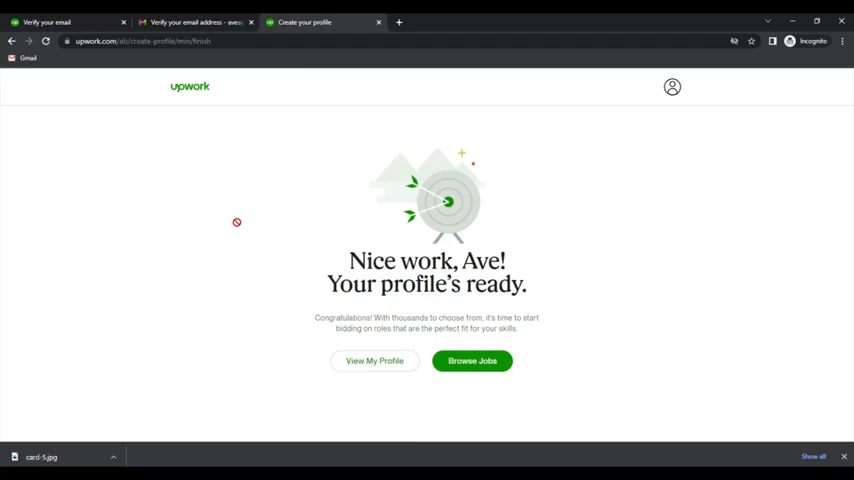 Verify your email
Verify your email address - avea
Create your profile
upwork.com/ab/create-profile/min/finish
Incognito
Gmail
upwork
Nice work, Ave!
Your profile's ready.
Congratulations! With thousands to choose from, it's time to start
bidding on roles that are the perfect fit for your skills.
View My Profile
Browse Jobs
card-5.jpg
Show all